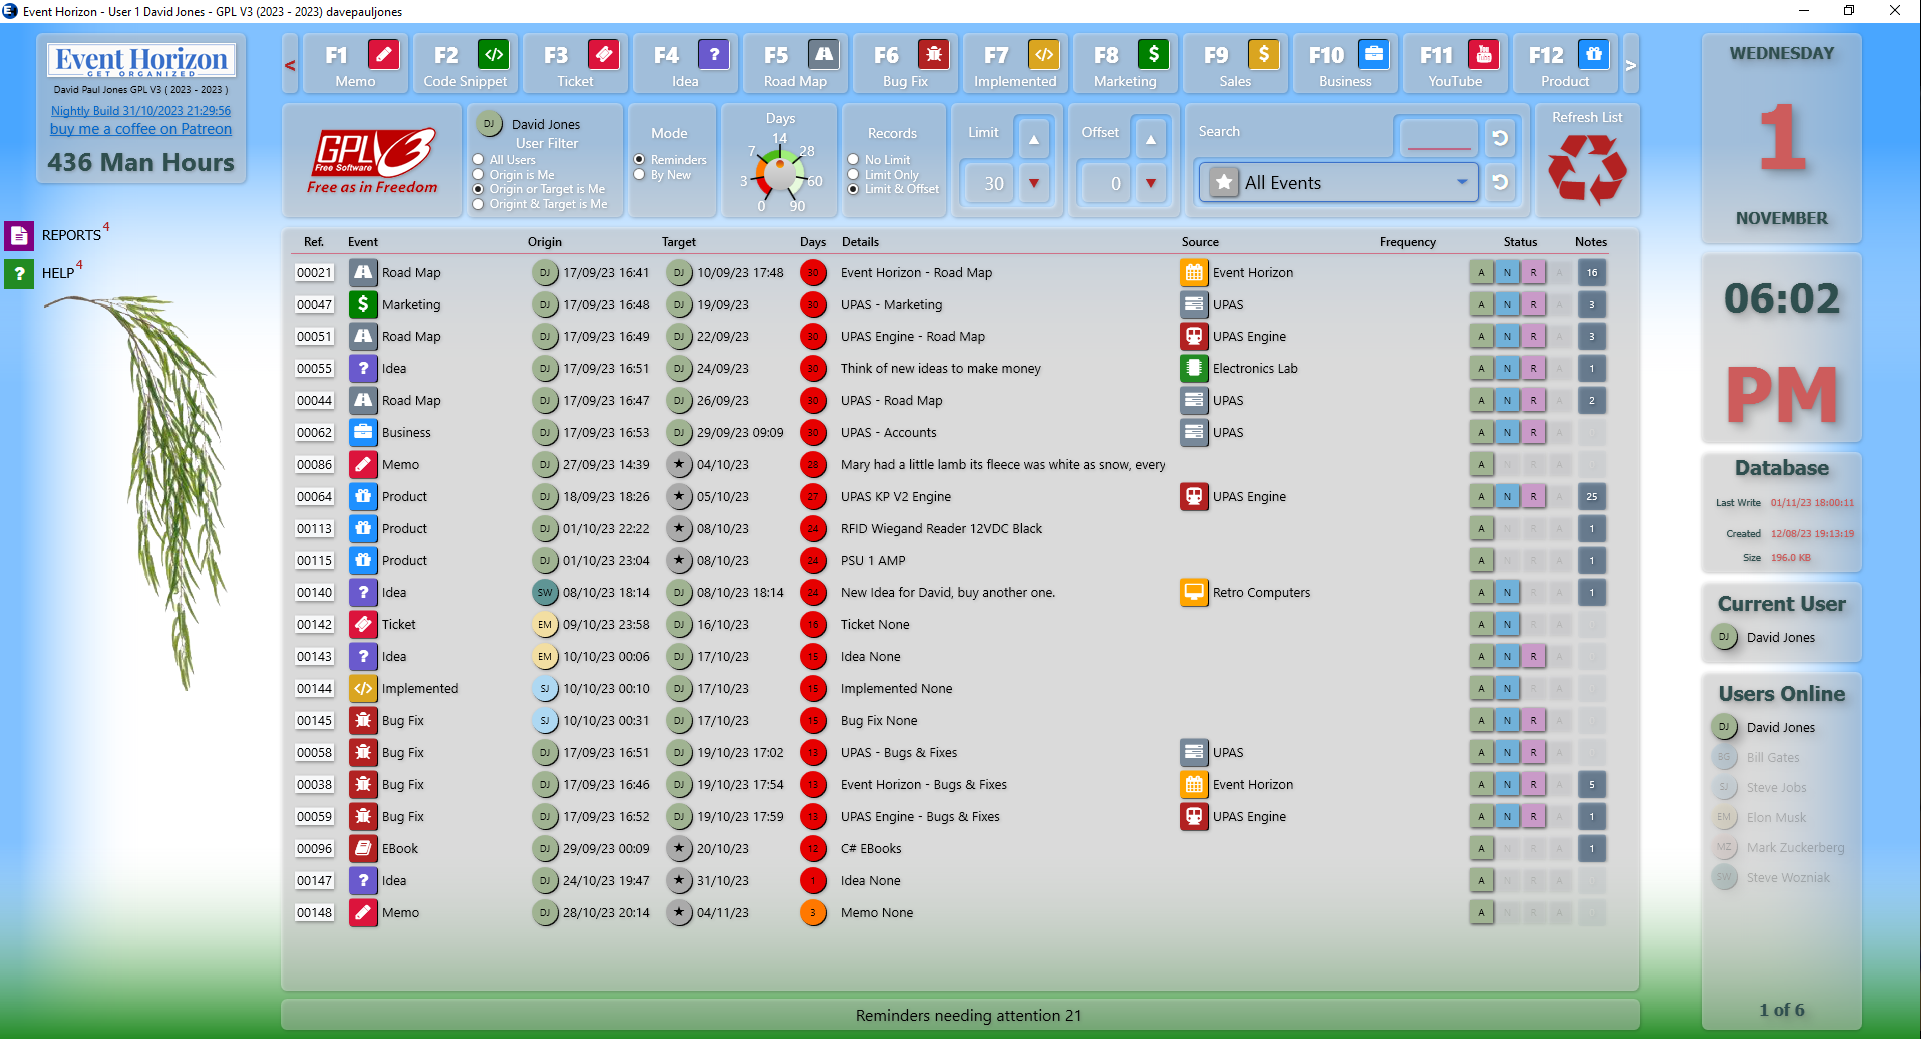 Event Horizon - User 1 David Jones - GPL V3 (2023 - 2023) davepauljones
Event Horizon
GET ORGANIZED
David Paul Jones GPL V3 ( 2023 - 2023 )
Nightly Build 31/10/2023 21:29:56
buy me a coffee on Patreon
436 Man Hours
REPORTS 4
HELP 4
< F1 F2 F3 F4 F5 F6 F7 F8 F9 F10 F11 F12 >
Memo Code Snippet Ticket Idea Road Map Bug Fix Implemented Marketing Sales Business YouTube Product
GPL V3
Free Software
Free as in Freedom
DJ David Jones
User Filter
All Users
Origin is Me
Origin or Target is Me
Origint & Target is Me
Mode
Reminders
By New
Days
14
7 28
3 60
0 90
Records
No Limit
Limit Only
Limit & Offset
Limit
30
Offset
0
Search
All Events
Refresh List
Ref. Event Origin Target Days Details Source Frequency Status Notes
00021 Road Map DJ 17/09/23 16:41 DJ 10/09/23 17:48 30 Event Horizon - Road Map Event Horizon A N R A 16
00047 Marketing DJ 17/09/23 16:48 DJ 19/09/23 30 UPAS - Marketing UPAS A N R A 3
00051 Road Map DJ 17/09/23 16:49 DJ 22/09/23 30 UPAS Engine - Road Map UPAS Engine A N R A 3
00055 Idea DJ 17/09/23 16:51 DJ 24/09/23 30 Think of new ideas to make money Electronics Lab A N R A 1
00044 Road Map DJ 17/09/23 16:47 DJ 26/09/23 30 UPAS - Road Map UPAS A N R A 2
00062 Business DJ 17/09/23 16:53 DJ 29/09/23 09:09 30 UPAS - Accounts UPAS A N R A
00086 Memo DJ 27/09/23 14:39 04/10/23 28 Mary had a little lamb its fleece was white as snow, every A N R A
00064 Product DJ 18/09/23 18:26 05/10/23 27 UPAS KP V2 Engine UPAS Engine A N R A 25
00113 Product DJ 01/10/23 22:22 08/10/23 24 RFID Wiegand Reader 12VDC Black A N R A 1
00115 Product DJ 01/10/23 23:04 08/10/23 24 PSU 1 AMP A N R A 1
00140 Idea SW 08/10/23 18:14 DJ 08/10/23 18:14 24 New Idea for David, buy another one. Retro Computers A N R A 1
00142 Ticket EM 09/10/23 23:58 DJ 16/10/23 16 Ticket None A N R A
00143 Idea EM 10/10/23 00:06 DJ 17/10/23 15 Idea None A N R A
00144 Implemented SJ 10/10/23 00:10 DJ 17/10/23 15 Implemented None A N R A
00145 Bug Fix SJ 10/10/23 00:31 DJ 17/10/23 15 Bug Fix None A N R A
00058 Bug Fix DJ 17/09/23 16:51 DJ 19/10/23 17:02 13 UPAS - Bugs & Fixes UPAS A N R A
00038 Bug Fix DJ 17/09/23 16:46 DJ 19/10/23 17:54 13 Event Horizon - Bugs & Fixes Event Horizon A N R A 5
00059 Bug Fix DJ 17/09/23 16:52 DJ 19/10/23 17:59 13 UPAS Engine - Bugs & Fixes UPAS Engine A N R A 1
00096 EBook DJ 29/09/23 00:09 20/10/23 12 C# EBooks A N R A 1
00147 Idea DJ 24/10/23 19:47 31/10/23 1 Idea None A N R A
00148 Memo DJ 28/10/23 20:14 04/11/23 3 Memo None A N R A
Reminders needing attention 21
WEDNESDAY
1
NOVEMBER
06:02
PM
Database
Last Write 01/11/23 18:00:11
Created 12/08/23 19:13:19
Size 196.0 KB
Current User
DJ David Jones
Users Online
DJ David Jones
BG Bill Gates
SJ Steve Jobs
EM Elon Musk
MZ Mark Zuckerberg
SW Steve Wozniak
1 of 6